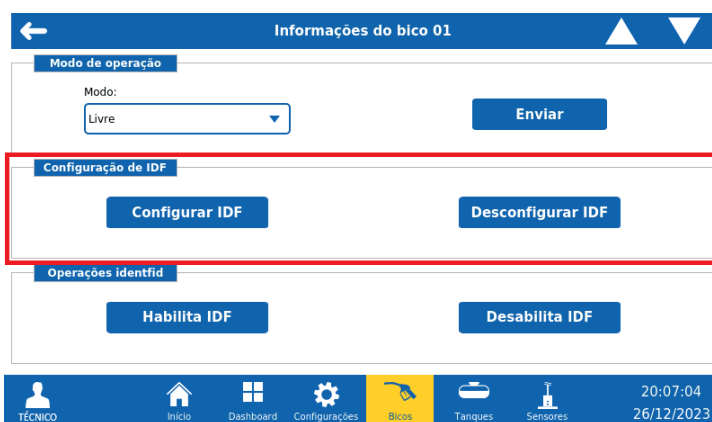 Informações do bico 01
Modo de operação
Modo:
Livre
Enviar
Configuração de IDF
Configurar IDF
Desconfigurar IDF
Operações identfid
Habilita IDF
Desabilita IDF
TÉCNICO
Início
Dashboard
Configurações
Bicos
Tanques
Sensores
20:07:04
26/12/2023